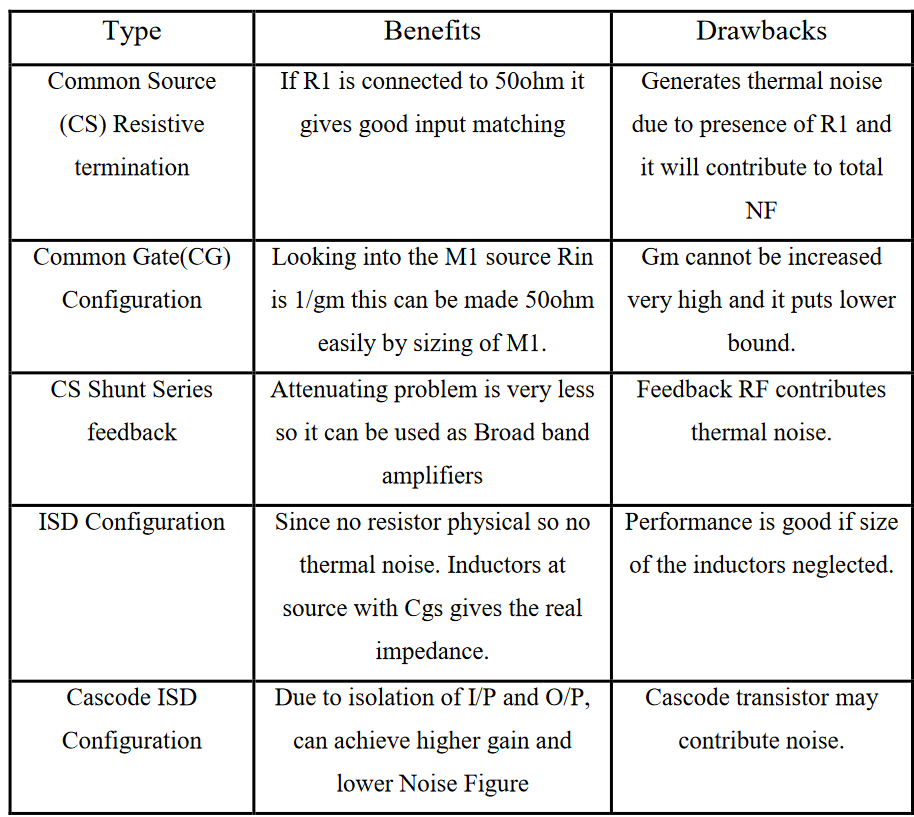 Type
Benefits
Drawbacks
Common Source
(CS) Resistive
termination
If R1 is connected to 50ohm it
gives good input matching
Generates thermal noise
due to presence of R1 and
it will contribute to total
NF
Common Gate(CG)
Configuration
Looking into the M1 source Rin
is 1/gm this can be made 50ohm
easily by sizing of M1.
Gm cannot be increased
very high and it puts lower
bound.
CS Shunt Series
feedback
Attenuating problem is very less
so it can be used as Broad band
amplifiers
Feedback RF contributes
thermal noise.
ISD Configuration
Since no resistor physical so no
thermal noise. Inductors at
source with Cgs gives the real
impedance.
Performance is good if size
of the inductors neglected.
Cascode ISD
Configuration
Due to isolation of I/P and O/P,
can achieve higher gain and
lower Noise Figure
Cascode transistor may
contribute noise.